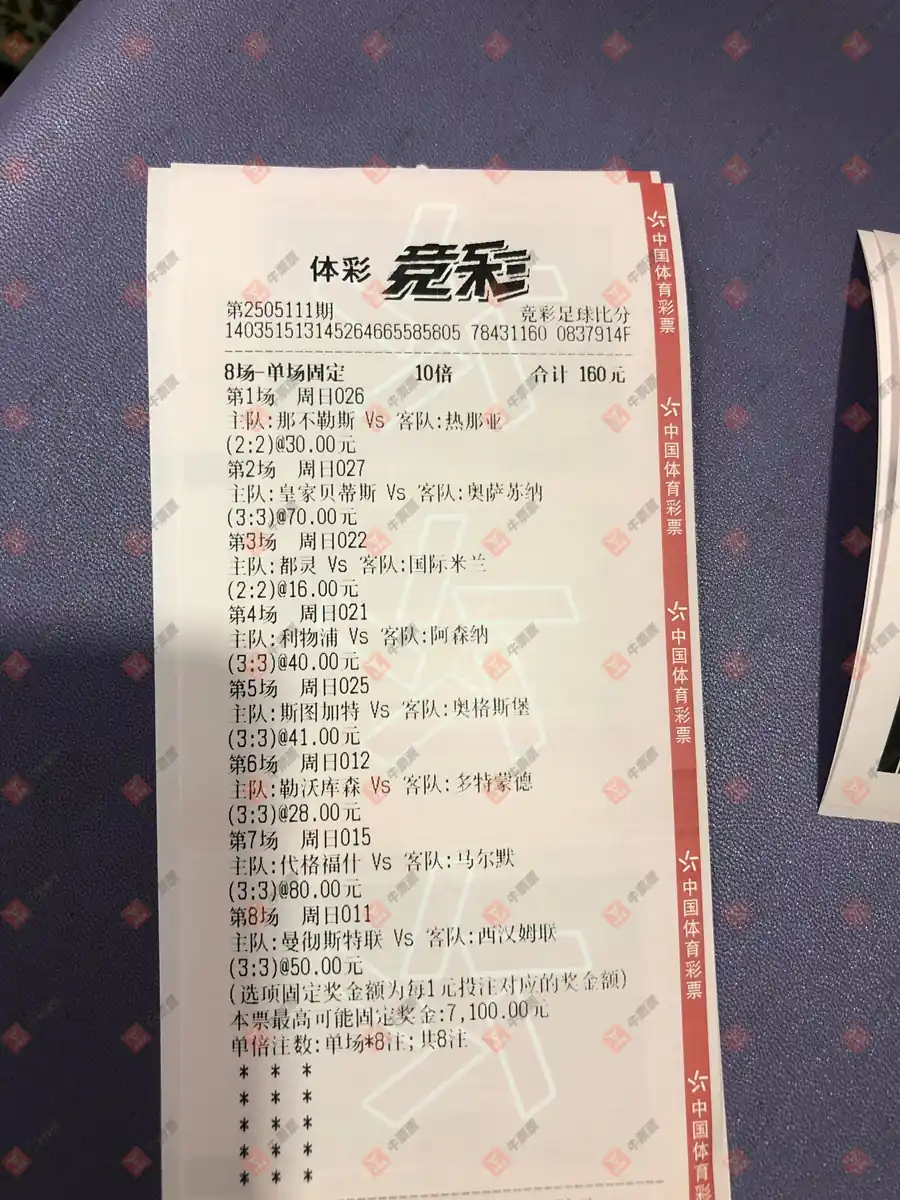 体彩 竞彩
第2505111期 竞彩足球比分
140351513145264665585805 78431160 0837914F
8场-单场固定 10倍 合计 160元
第1场 周日026
主队:那不勒斯 Vs 客队:热那亚
(2:2)@30.00元
第2场 周日027
主队:皇家贝蒂斯 Vs 客队:奥萨苏纳
(3:3)@70.00元
第3场 周日022
主队:都灵 Vs 客队:国际米兰
(2:2)@16.00元
第4场 周日021
主队:利物浦 Vs 客队:阿森纳
(3:3)@40.00元
第5场 周日025
主队:斯图加特 Vs 客队:奥格斯堡
(3:3)@41.00元
第6场 周日012
主队:勒沃库森 Vs 客队:多特蒙德
(3:3)@28.00元
第7场 周日015
主队:代格福什 Vs 客队:马尔默
(3:3)@80.00元
第8场 周日011
主队:曼彻斯特联 Vs 客队:西汉姆联
(3:3)@50.00元
(选项固定奖金额为每1元投注对应的奖金额)
本票最高可能固定奖金:7,100.00元
单倍注数:单场*8注;共8注
* * *
* * *
* * *
* * *
* * *
中国体育彩票
中国体育彩票
中国体育彩票
中国体育彩票
中国体育彩
牛票票